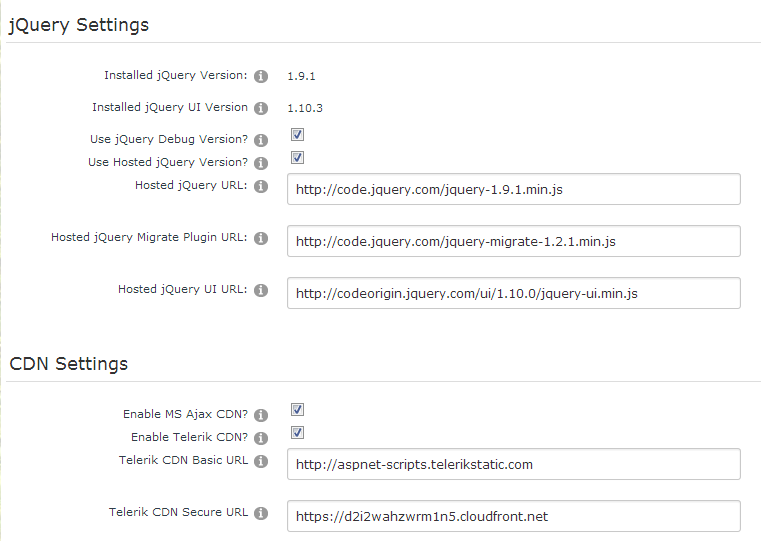 jQuery Settings
Installed jQuery Version: 1.9.1
Installed jQuery UI Version 1.10.3
Use jQuery Debug Version?
Use Hosted jQuery Version?
Hosted jQuery URL: http://code.jquery.com/jquery-1.9.1.min.js
Hosted jQuery Migrate Plugin URL: http://code.jquery.com/jquery-migrate-1.2.1.min.js
Hosted jQuery UI URL: http://codeorigin.jquery.com/ui/1.10.0/jquery-ui.min.js
CDN Settings
Enable MS Ajax CDN?
Enable Telerik CDN?
Telerik CDN Basic URL http://aspnet-scripts.telerikstatic.com
Telerik CDN Secure URL https://d2i2wahzwrm1n5.cloudfront.net